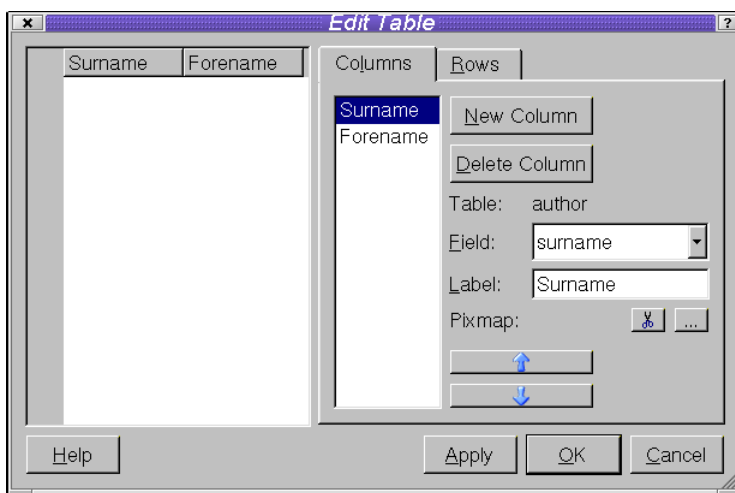 Edit Table
?
Surname Forename
Columns Rows
Surname
Forename
New Column
Delete Column
Table: author
Field: surname
Label: Surname
Pixmap: ...
Help Apply OK Cancel